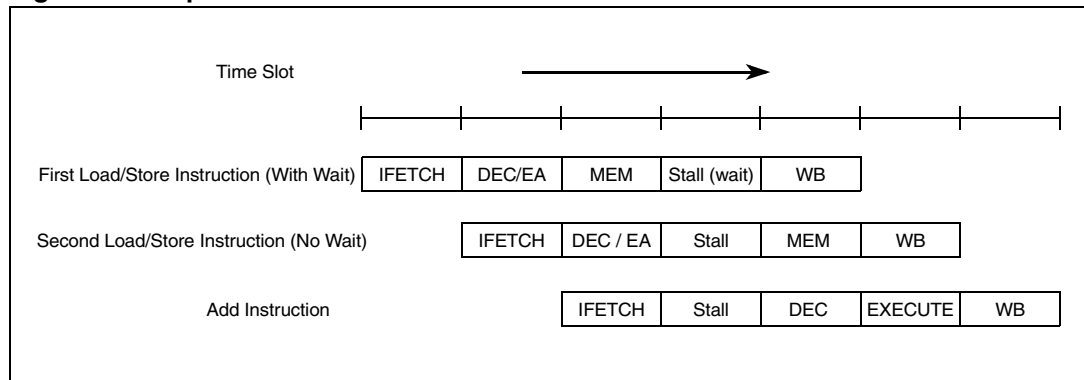 Time Slot
First Load/Store Instruction (With Wait) IFETCH DEC/EA MEM Stall (wait) WB
Second Load/Store Instruction (No Wait) IFETCH DEC / EA Stall MEM WB
Add Instruction IFETCH Stall DEC EXECUTE WB